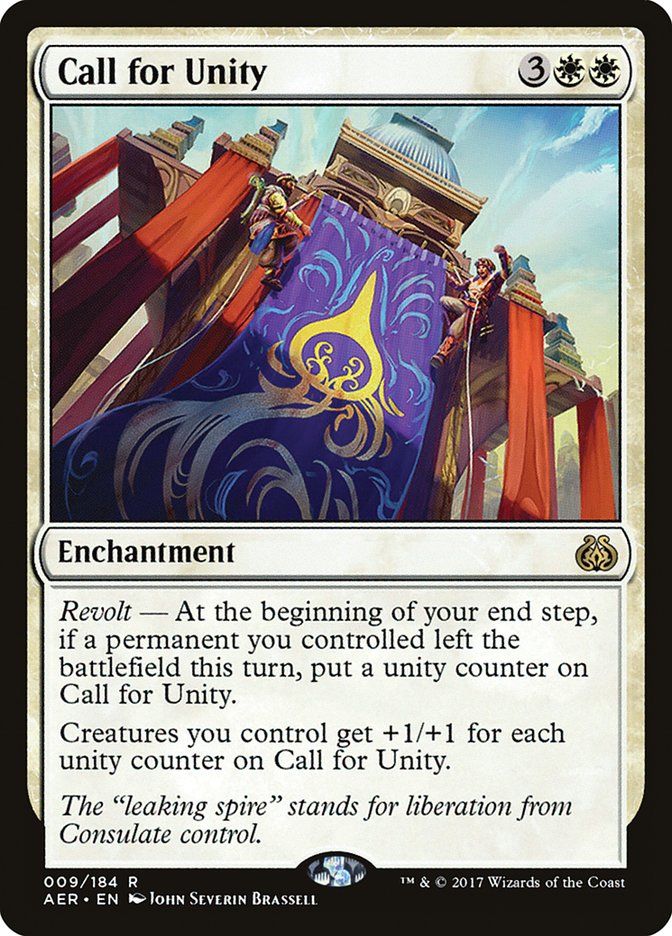 Call for Unity 3
Enchantment
Revolt — At the beginning of your end step,
if a permanent you controlled left the
battlefield this turn, put a unity counter on
Call for Unity.
Creatures you control get +1/+1 for each
unity counter on Call for Unity.
The “leaking spire” stands for liberation from
Consulate control.
009/184 R ™ & © 2017 Wizards of the Coast
AER • EN John Severin Brassell